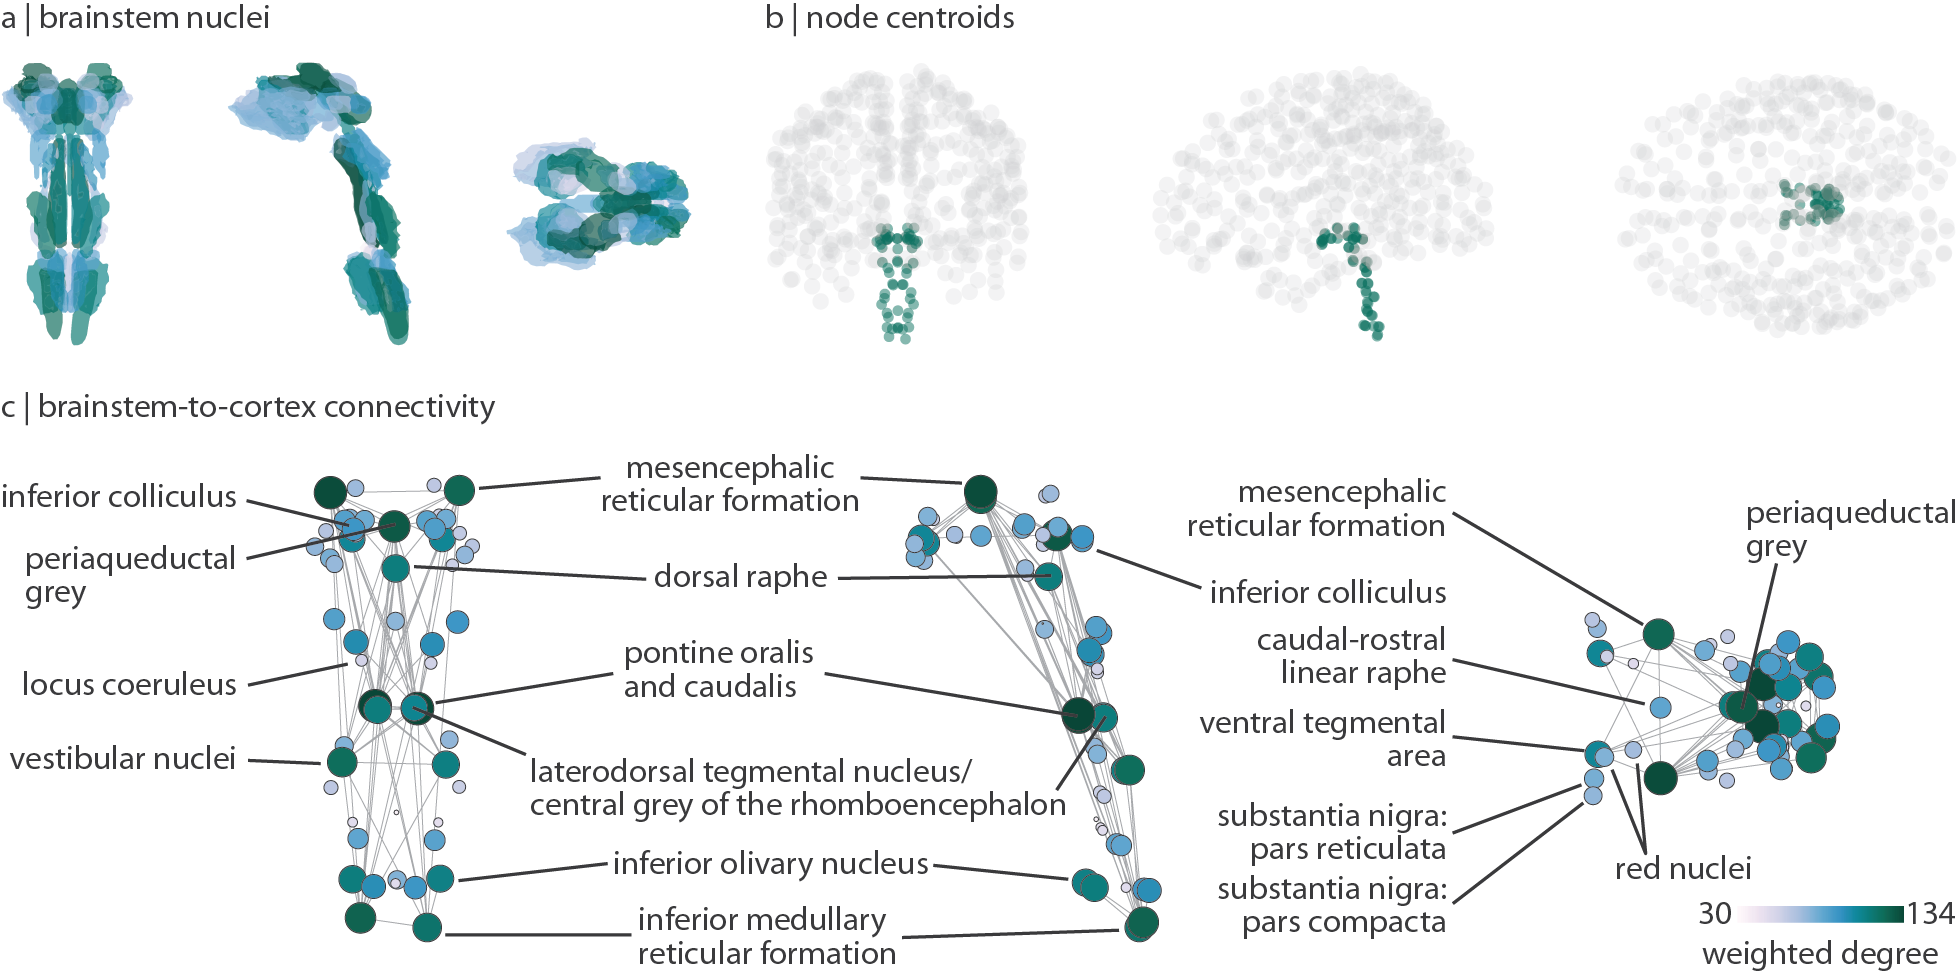 a | brainstem nuclei
b | node centroids
c | brainstem-to-cortex connectivity
inferior colliculus
periaqueductal
grey
locus coeruleus
vestibular nuclei
mesencephalic
reticular formation
dorsal raphe
pontine oralis
and caudalis
laterodorsal tegmental nucleus/
central grey of the rhomboencephalon
inferior olivary nucleus
inferior medullary
reticular formation
mesencephalic
reticular formation
inferior colliculus
caudal-rostral
linear raphe
ventral tegmental
area
substantia nigra:
pars reticulata
substantia nigra:
pars compacta
periaqueductal
grey
red nuclei
30 134
weighted degree